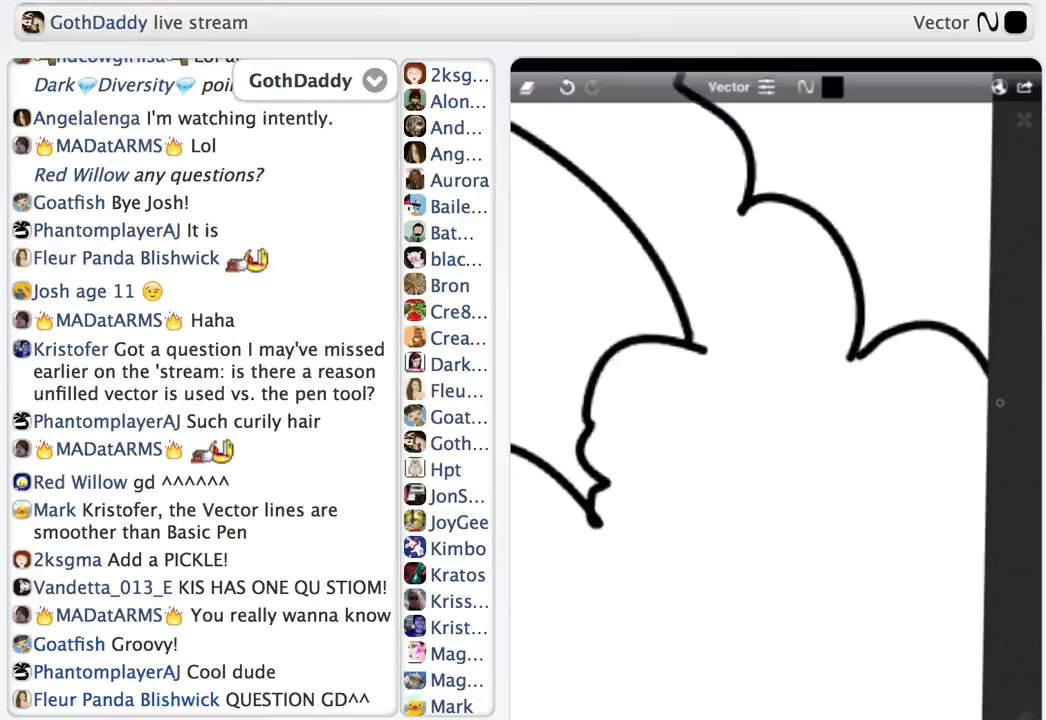 GothDaddy live stream
Vector
Lol
Dark💎Diversity💎 poi
GothDaddy
Angelalenga I'm watching intently.
🔥MADatARMS🔥 Lol
Red Willow any questions?
Goatfish Bye Josh!
PhantomplayerAJ It is
Fleur Panda Blishwick
Josh age 11 😉
🔥MADatARMS🔥 Haha
Kristofer Got a question I may've missed
earlier on the 'stream: is there a reason
unfilled vector is used vs. the pen tool?
PhantomplayerAJ Such curily hair
🔥MADatARMS🔥
Red Willow gd ^^^^^^
Mark Kristofer, the Vector lines are
smoother than Basic Pen
2ksgma Add a PICKLE!
Vandetta_013_E KIS HAS ONE QU STIOM!
🔥MADatARMS🔥 You really wanna know
Goatfish Groovy!
PhantomplayerAJ Cool dude
Fleur Panda Blishwick QUESTION GD^^
2ksg...
Alon...
And...
Ang...
Aurora
Baile...
Bat...
blac...
Bron
Cre8...
Crea...
Dark...
Fleu...
Goat...
Goth...
Hpt
JonS...
JoyGee
Kimbo
Kratos
Kriss...
Krist...
Mag...
Mag...
Mark
Vector